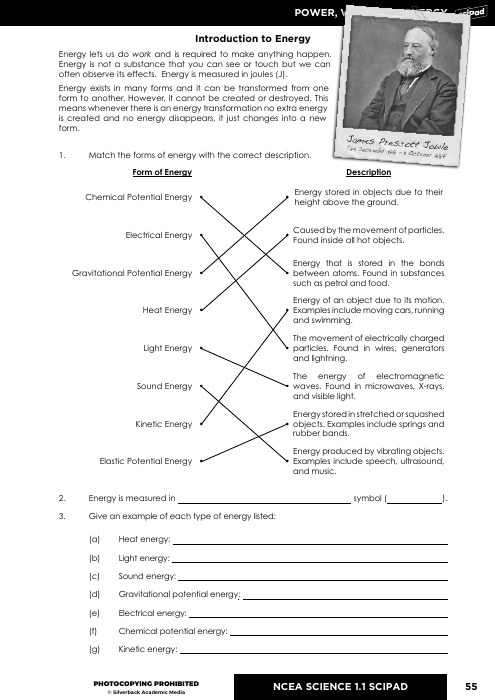 POWER, W
scipad
Introduction to Energy
Energy lets us do work and is required to make anything happen.
Energy is not a substance that you can see or touch but we can
often observe its effects. Energy is measured in joules (J).
Energy exists in many forms and it can be transformed from one
form to another. However, it cannot be created or destroyed. This
means whenever there is an energy transformation no extra energy
is created and no energy disappears, it just changes into a new
form.
James Prescott Joule
1. Match the forms of energy with the correct description.
Form of Energy Description
Chemical Potential Energy
Energy stored in objects due to their
height above the ground.
Electrical Energy
Caused by the movement of particles.
Found inside all hot objects.
Gravitational Potential Energy
Energy that is stored in the bonds
between atoms. Found in substances
such as petrol and food.
Heat Energy
Energy of an object due to its motion.
Examples include moving cars, running
and swimming.
Light Energy
The movement of electrically charged
particles. Found in wires, generators
and lightning.
Sound Energy
The energy of electromagnetic
waves. Found in microwaves, X-rays,
and visible light.
Kinetic Energy
Energy stored in stretched or squashed
objects. Examples include springs and
rubber bands.
Elastic Potential Energy
Energy produced by vibrating objects.
Examples include speech, ultrasound,
and music.
2. Energy is measured in symbol ( ).
3. Give an example of each type of energy listed:
(a) Heat energy:
(b) Light energy:
(c) Sound energy:
(d) Gravitational potential energy:
(e) Electrical energy:
(f) Chemical potential energy:
(g) Kinetic energy:
PHOTOCOPYING PROHIBITED
© Silverback Academic Media
NCEA SCIENCE 1.1 SCIPAD
55